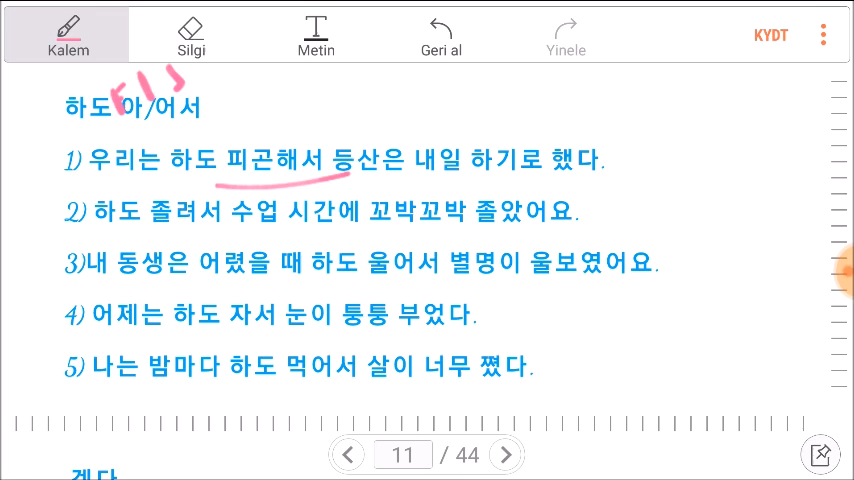 Kalem Silgi Metin Geri al Yinele KYDT
하도 아/어서
1) 우리는 하도 피곤해서 등산은 내일 하기로 했다.
2) 하도 졸려서 수업 시간에 꼬박꼬박 졸았어요.
3)내 동생은 어렸을 때 하도 울어서 별명이 울보였어요.
4) 어제는 하도 자서 눈이 퉁퉁 부었다.
5) 나는 밤마다 하도 먹어서 살이 너무 쪘다.
11 / 44